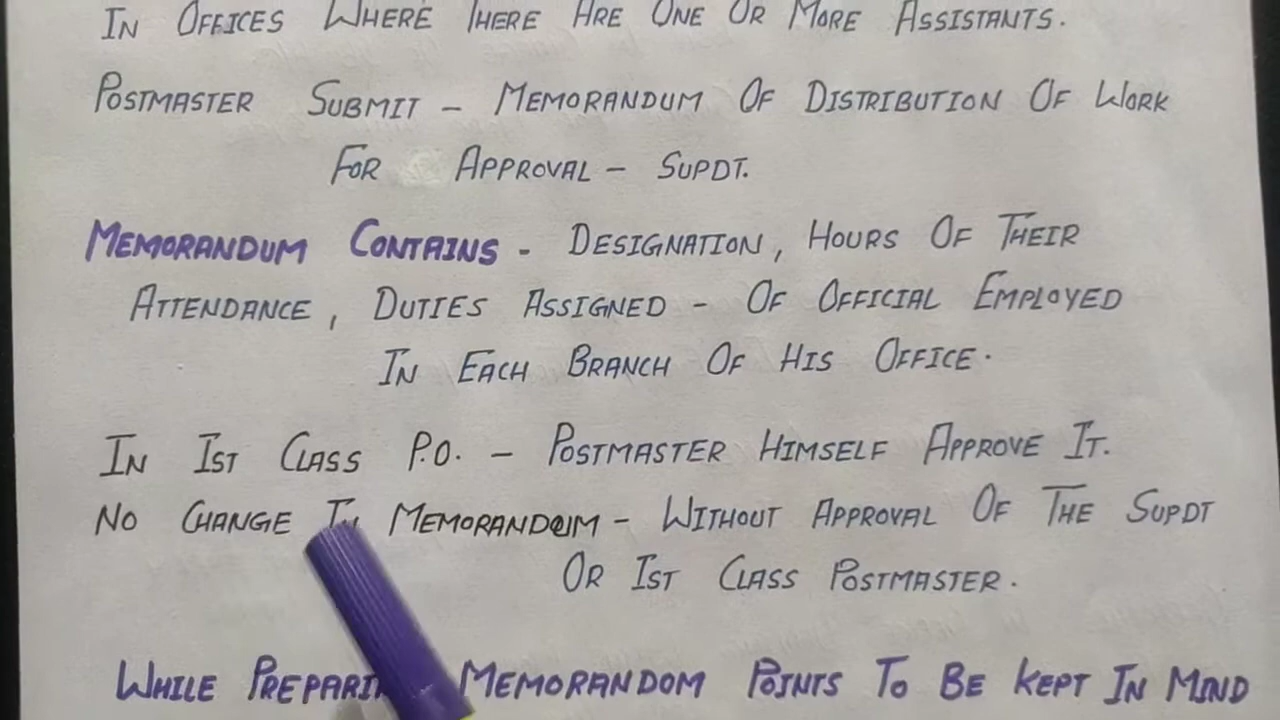 IN OFFICES WHERE THERE ARE ONE OR MORE ASSISTANTS.
POSTMASTER SUBMIT - MEMORANDUM OF DISTRIBUTION OF WORK
FOR APPROVAL - SUPDT.
MEMORANDUM CONTAINS - DESIGNATION, HOURS OF THEIR
ATTENDANCE, DUTIES ASSIGNED - OF OFFICIAL EMPLOYED
IN EACH BRANCH OF HIS OFFICE.
IN IST CLASS P.O. - POSTMASTER HIMSELF APPROVE IT.
NO CHANGE IN MEMORANDUM - WITHOUT APPROVAL OF THE SUPDT
OR IST CLASS POSTMASTER.
WHILE MEMORANDOM POINTS TO BE KEPT IN MIND